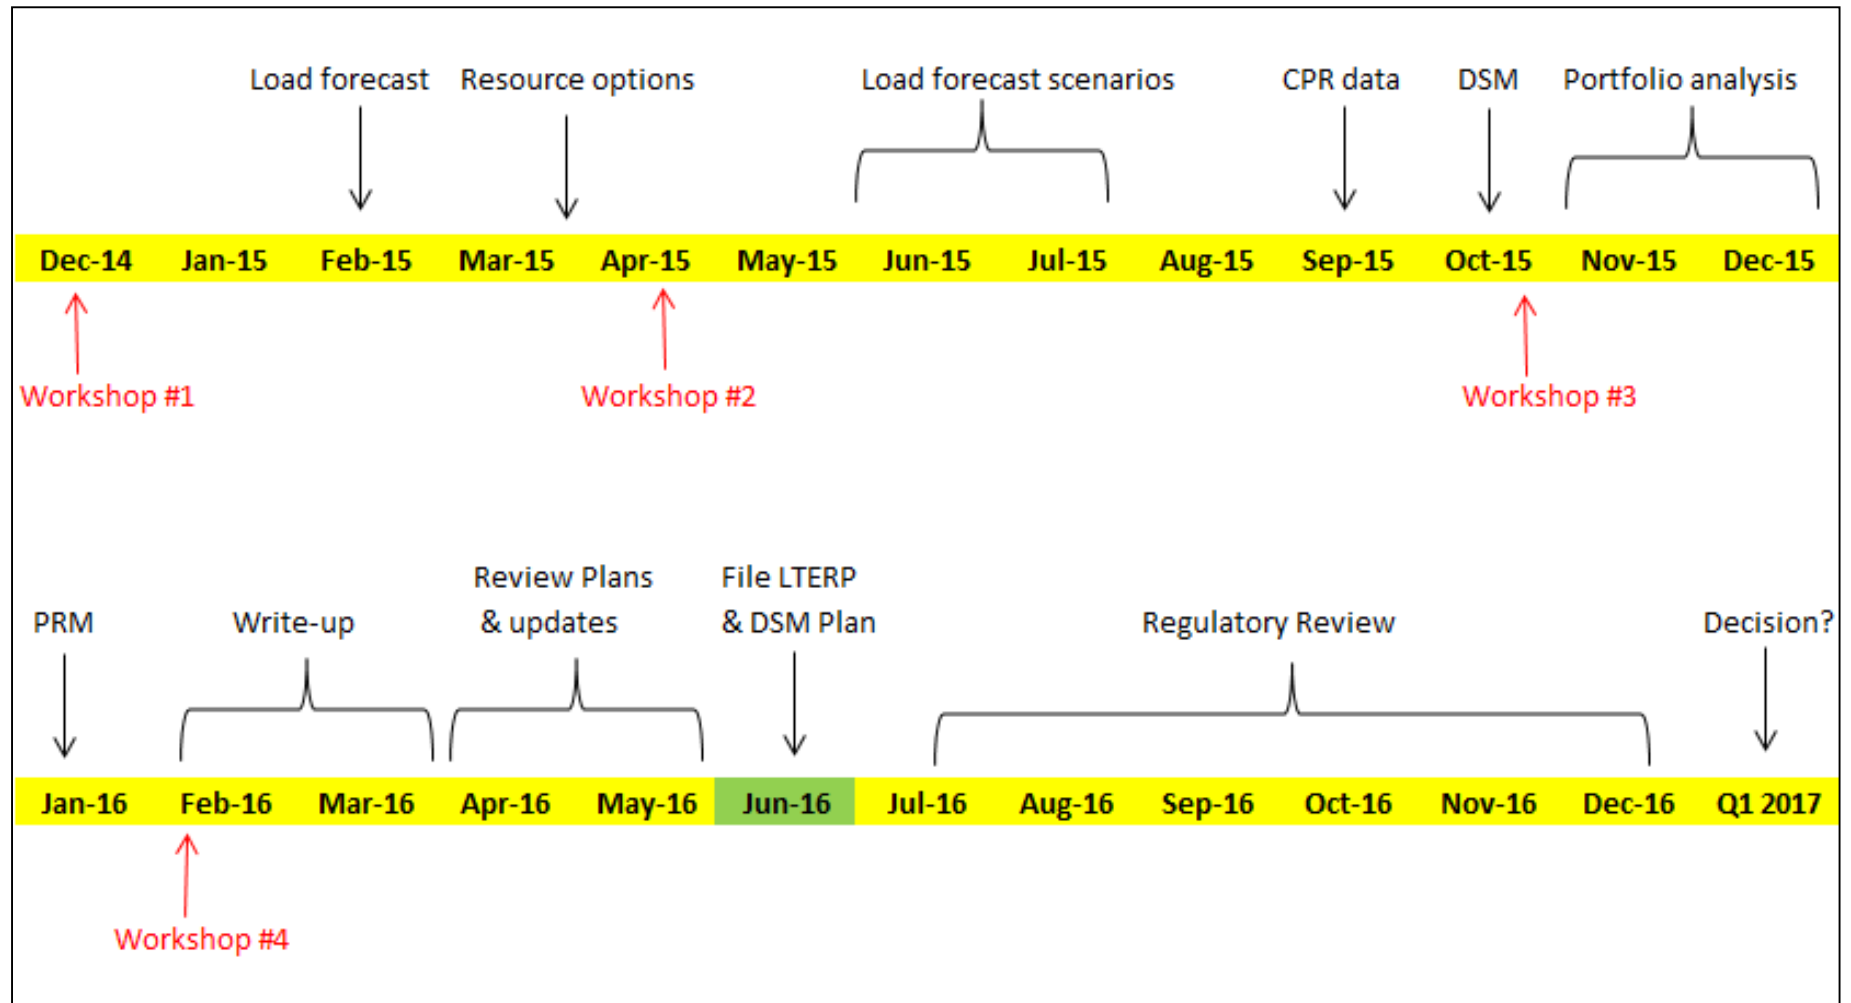 Load forecast Resource options Load forecast scenarios CPR data DSM Portfolio analysis
Dec-14 Jan-15 Feb-15 Mar-15 Apr-15 May-15 Jun-15 Jul-15 Aug-15 Sep-15 Oct-15 Nov-15 Dec-15
Workshop #1 Workshop #2 Workshop #3
Review Plans File LTERP
PRM Write-up & updates & DSM Plan Regulatory Review Decision?
Jan-16 Feb-16 Mar-16 Apr-16 May-16 Jun-16 Jul-16 Aug-16 Sep-16 Oct-16 Nov-16 Dec-16 Q1 2017
Workshop #4